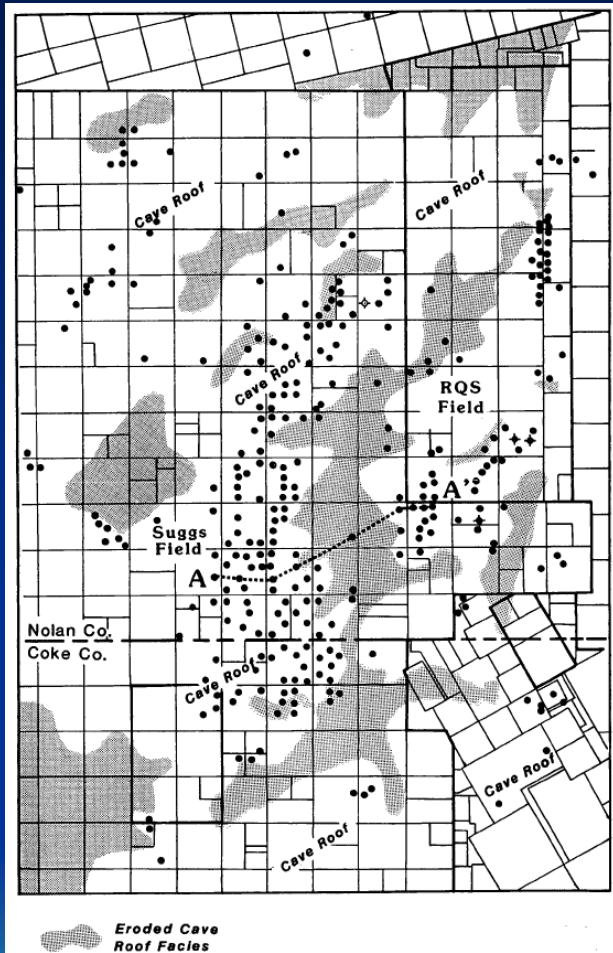 Cave Roof
Cave Roof
Cave Roof
RQS
Field
A'
Suggs
Field
A
Nolan Co.
Coke Co.
Cave Roof
Cave Roof
Cave Roof
Eroded Cave
Roof Facies